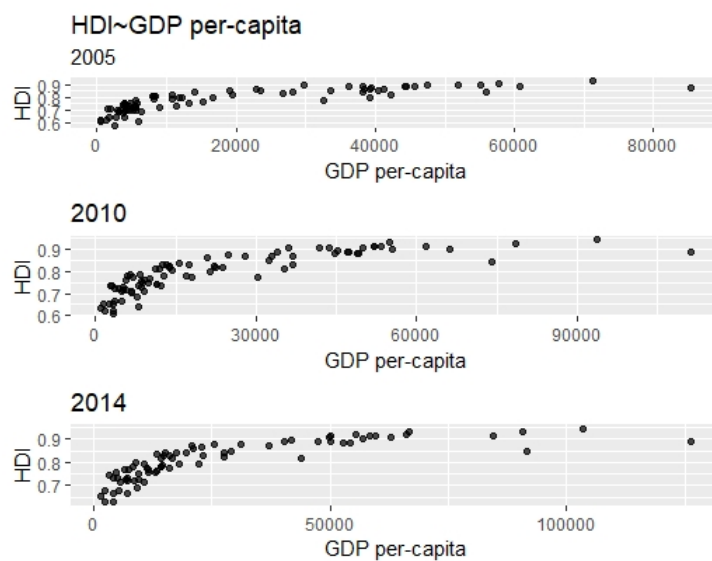 HDI~GDP per-capita
2005
HDI
0.9
0.8
0.7
0.6
0 20000 40000 60000 80000
GDP per-capita
2010
HDI
0.9
0.8
0.7
0.6
0 30000 60000 90000
GDP per-capita
2014
HDI
0.9
0.8
0.7
0 50000 100000
GDP per-capita